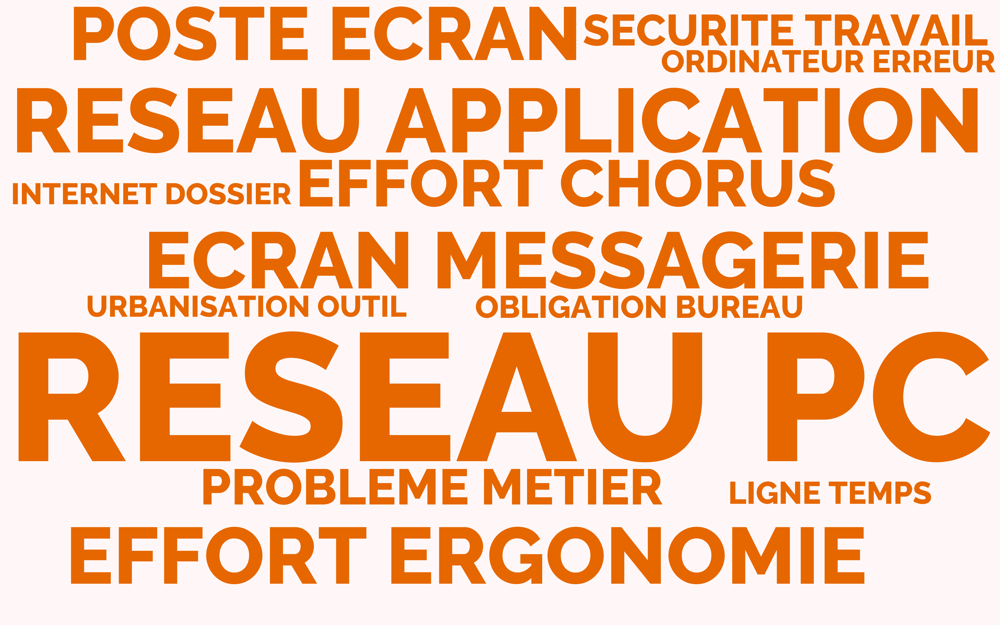 POSTE ECRAN
SECURITE TRAVAIL
ORDINATEUR ERREUR
RESEAU APPLICATION
INTERNET DOSSIER
EFFORT CHORUS
ECRAN MESSAGERIE
URBANISATION OUTIL
OBLIGATION BUREAU
RESEAU PC
PROBLEME METIER
LIGNE TEMPS
EFFORT ERGONOMIE